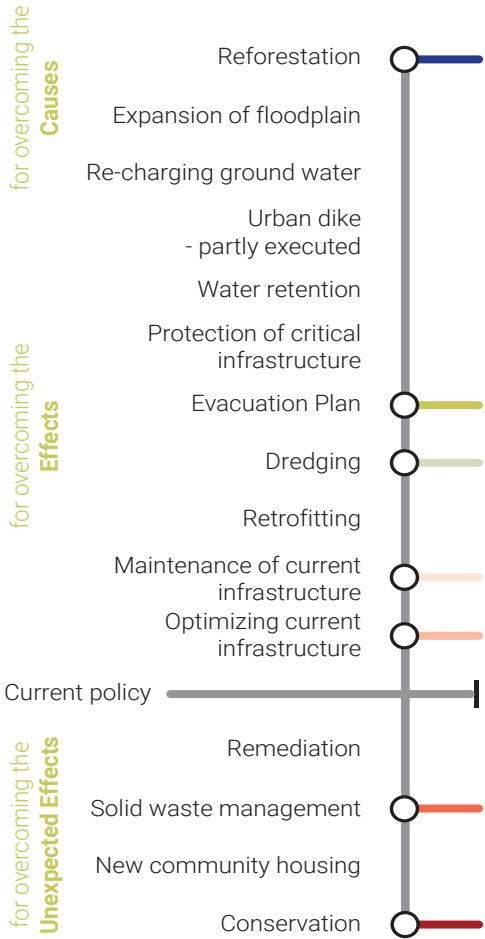 for overcoming the
Causes
Reforestation
Expansion of floodplain
Re-charging ground water
Urban dike
- partly executed
Water retention
Protection of critical
infrastructure
for overcoming the
Effects
Evacuation Plan
Dredging
Retrofitting
Maintenance of current
infrastructure
Optimizing current
infrastructure
Current policy
for overcoming the
Unexpected Effects
Remediation
Solid waste management
New community housing
Conservation